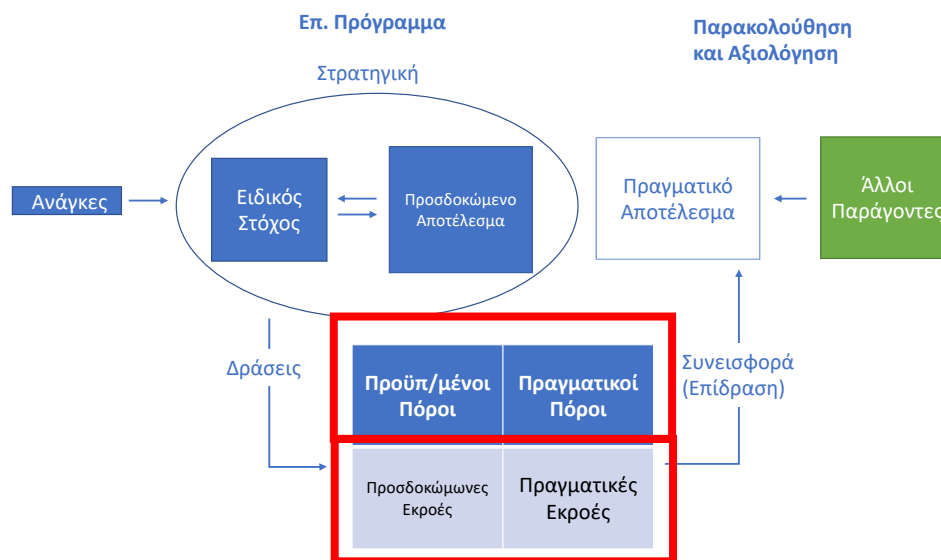 Επ. Πρόγραμμα
Παρακολούθηση
και Αξιολόγηση
Στρατηγική
Ανάγκες
Ειδικός
Στόχος
Προσδοκώμενο
Αποτέλεσμα
Πραγματικό
Αποτέλεσμα
Άλλοι
Παράγοντες
Δράσεις
Προϋπ/μένοι
Πόροι
Πραγματικοί
Πόροι
Συνεισφορά
(Επίδραση)
Προσδοκώμωνες
Εκροές
Πραγματικές
Εκροές